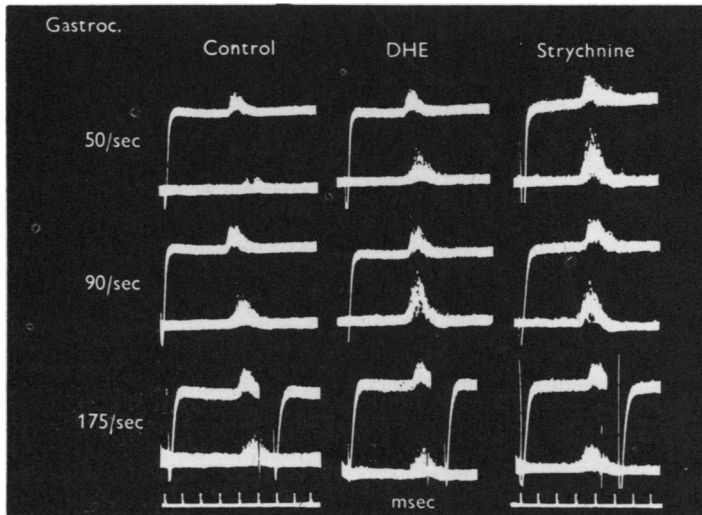 Gastroc.
Control DHE Strychnine
50/sec
90/sec
175/sec
msec